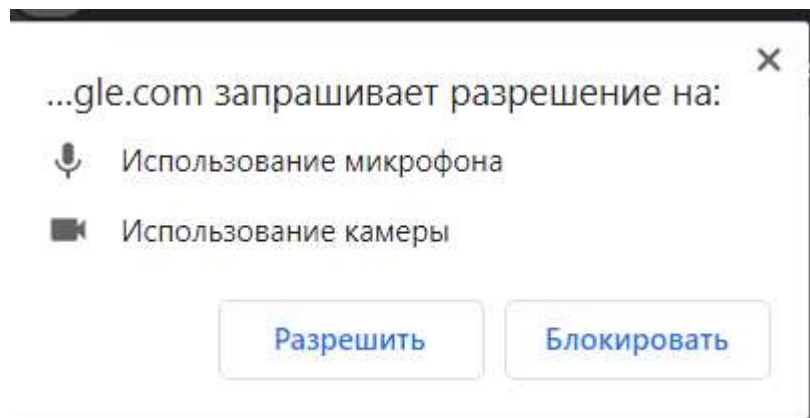 ...gle.com запрашивает разрешение на:
Использование микрофона
Использование камеры
Разрешить Блокировать